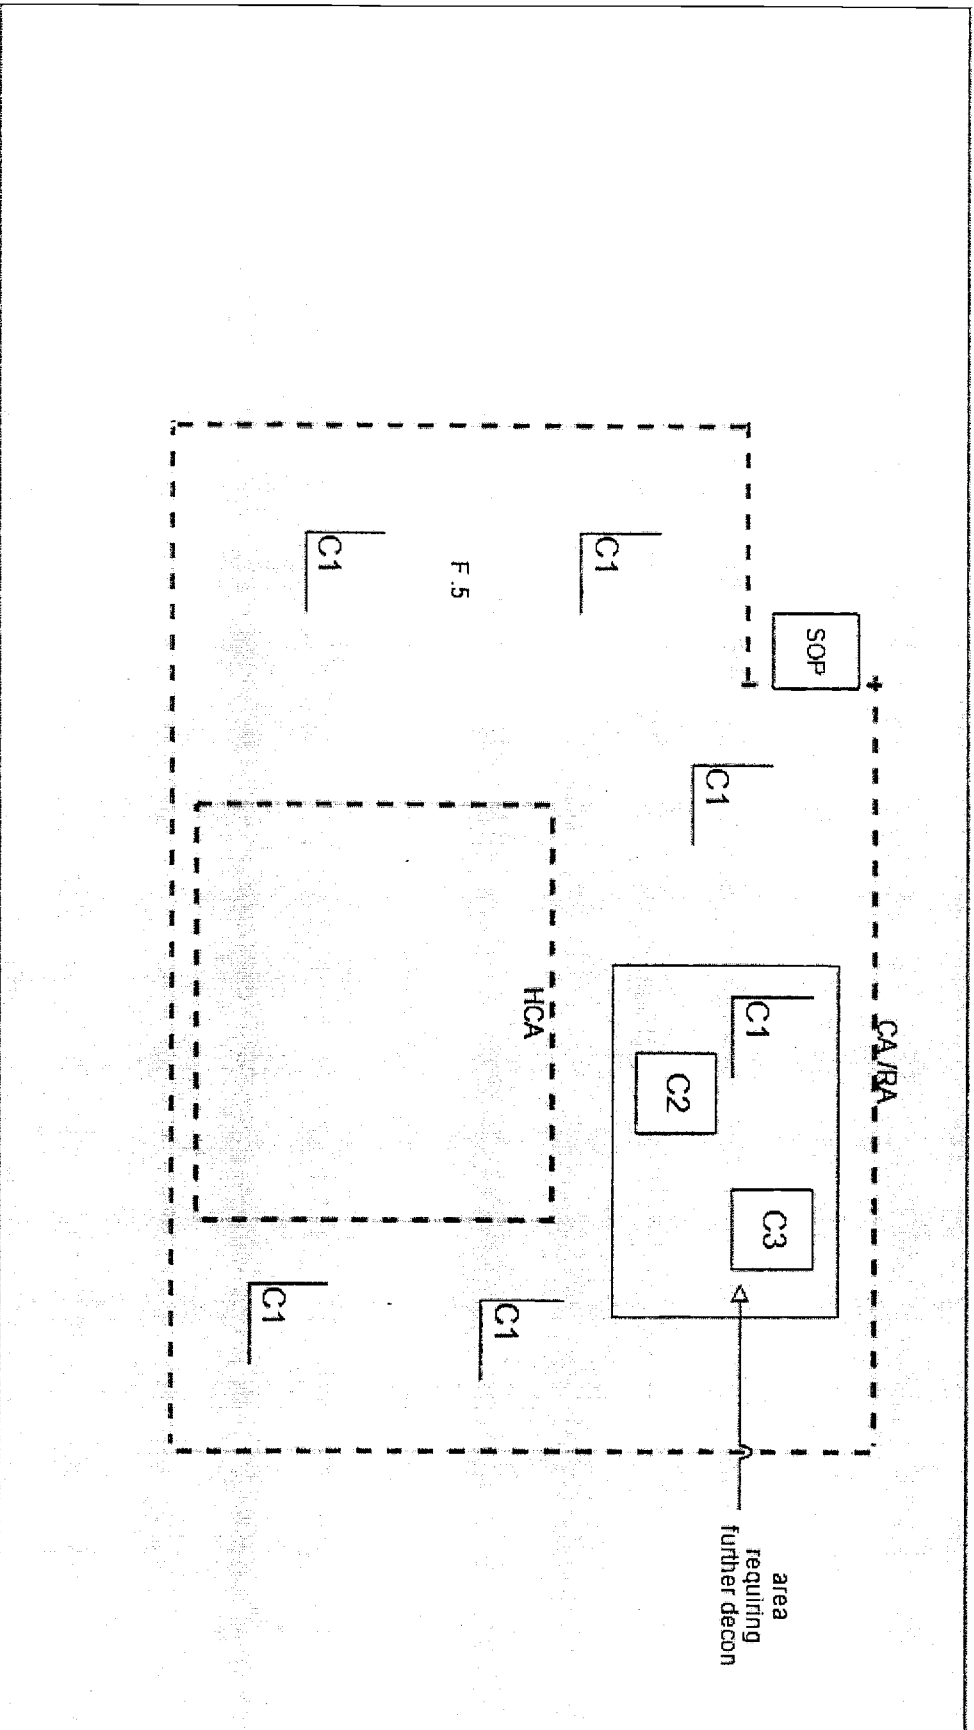 CA /RA
SOP
area
requiring
further decon
C3
C1
C1
C2
C1
HCA
C1
F .5
C1
C1